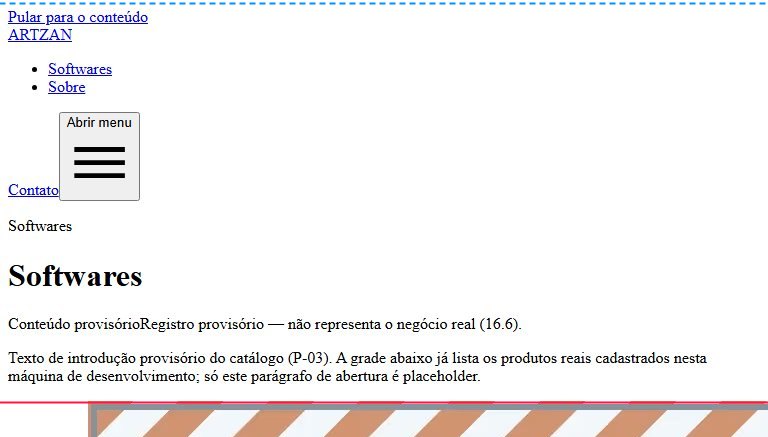 Pular para o conteúdo
ARTZAN
Softwares
Sobre
Abrir menu
Contato
Softwares
Softwares
Conteúdo provisórioRegistro provisório — não representa o negócio real (16.6).
Texto de introdução provisório do catálogo (P-03). A grade abaixo já lista os produtos reais cadastrados nesta
máquina de desenvolvimento; só este parágrafo de abertura é placeholder.